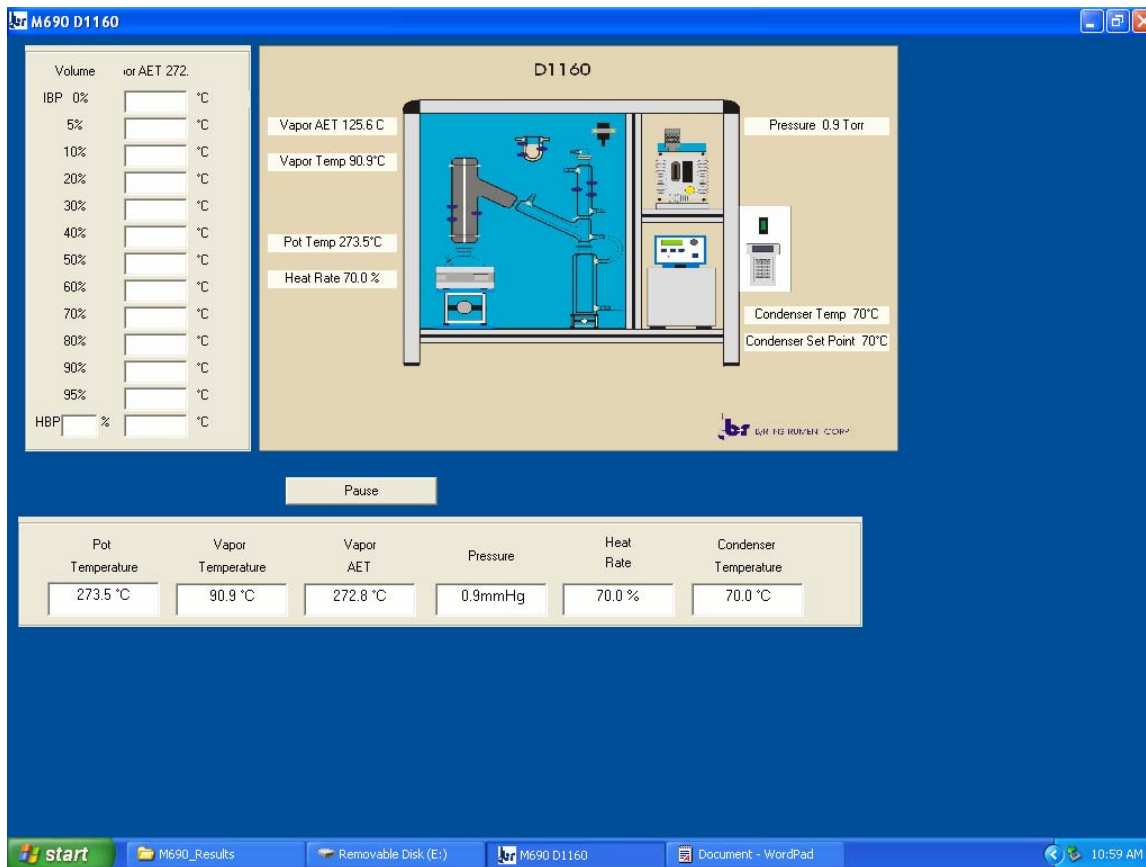 M690 D1160
Volume or AET 272.
IBP 0% °C
5% °C
10% °C
20% °C
30% °C
40% °C
50% °C
60% °C
70% °C
80% °C
90% °C
95% °C
HBP % °C
D1160
Vapor AET 125.6 C
Pressure 0.9 Torr
Vapor Temp 90.9°C
Pot Temp 273.5°C
Heat Rate 70.0 %
Condenser Temp 70°C
Condenser Set Point 70°C
br B/R INSTRUMENT CORP
Pause
Pot Temperature
Vapor Temperature
Vapor AET
Pressure
Heat Rate
Condenser Temperature
273.5 °C
90.9 °C
272.8 °C
0.9mmHg
70.0 %
70.0 °C
start
M690_Results
Removable Disk (E:)
br M690 D1160
Document - WordPad
10:59 AM